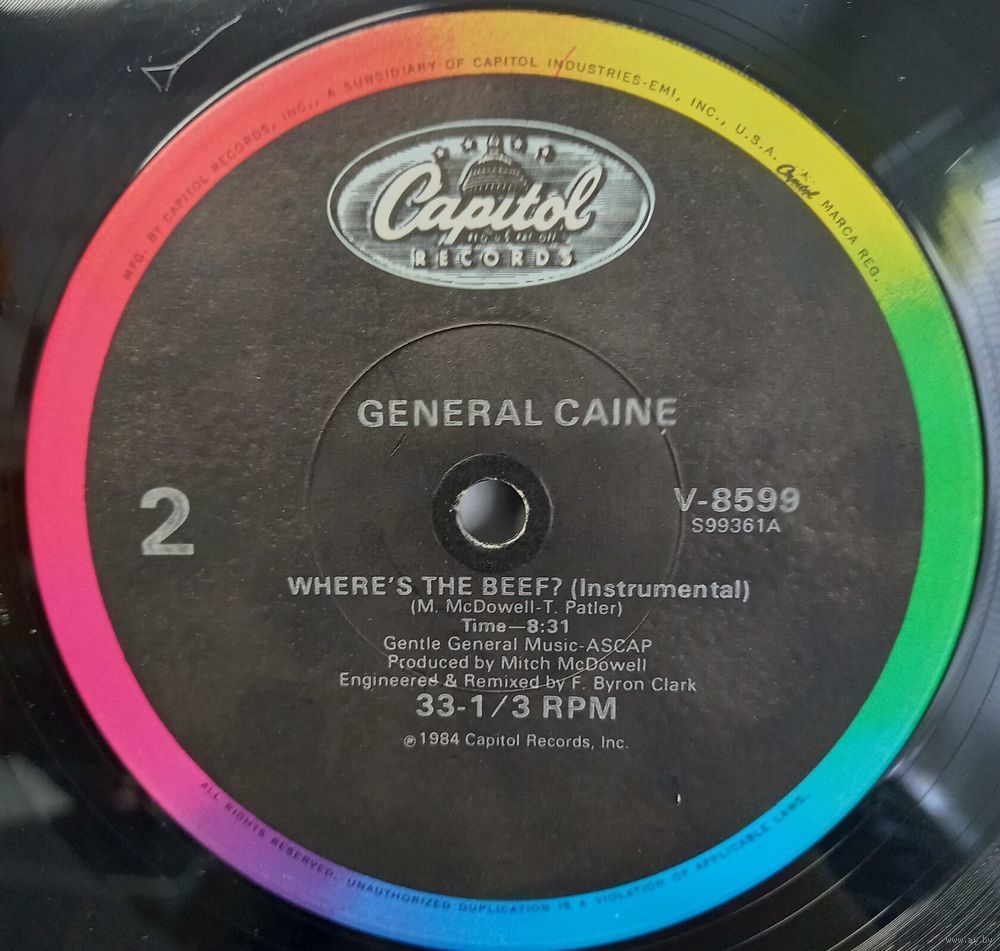 MFG. BY CAPITOL RECORDS, INC., A SUBSIDIARY OF CAPITOL INDUSTRIES-EMI, INC., U.S.A. Capitol MARCA REG.
Capitol
RECORDS
GENERAL CAINE
2
V-8599
S99361A
WHERE'S THE BEEF? (Instrumental)
(M. McDowell-T. Patler)
Time—8:31
Gentle General Music-ASCAP
Produced by Mitch McDowell
Engineered & Remixed by F. Byron Clark
33-1/3 RPM
℗1984 Capitol Records, Inc.
ALL RIGHTS RESERVED. UNAUTHORIZED DUPLICATION IS A VIOLATION OF APPLICABLE LAWS.
www.ay.by